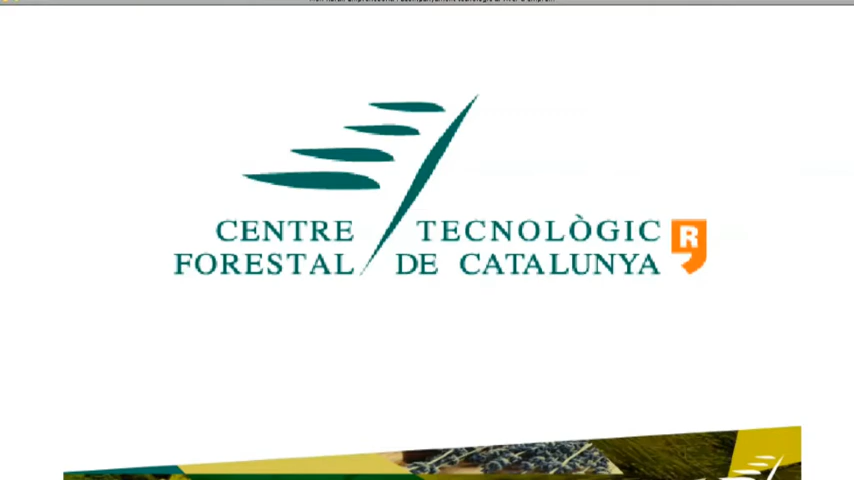 CENTRE TECNOLÒGIC
FORESTAL DE CATALUNYA
R